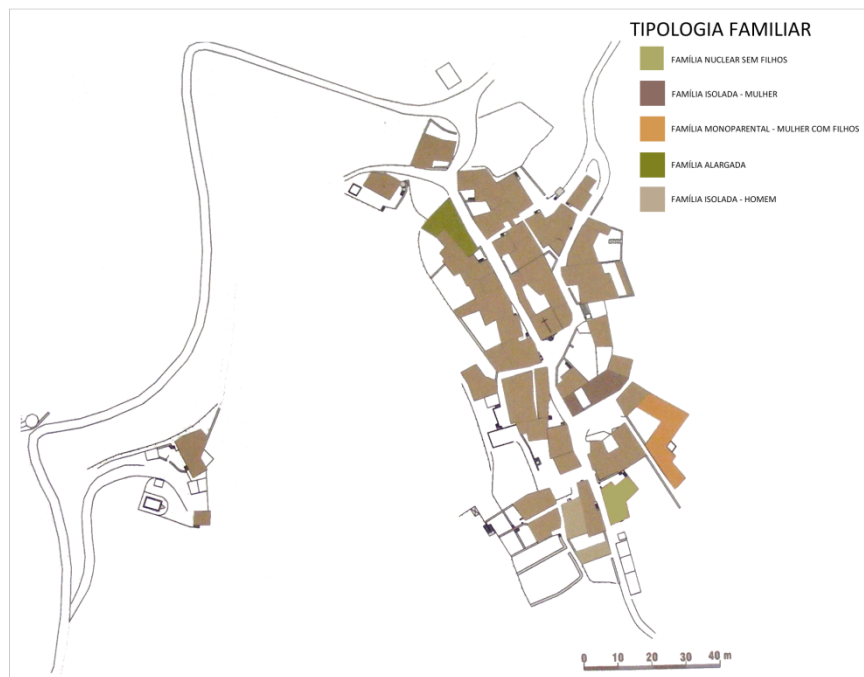 TIPOLOGIA FAMILIAR
FAMÍLIA NUCLEAR SEM FILHOS
FAMÍLIA ISOLADA - MULHER
FAMÍLIA MONOPARENTAL - MULHER COM FILHOS
FAMÍLIA ALARGADA
FAMÍLIA ISOLADA - HOMEM
0 10 20 30 40 m